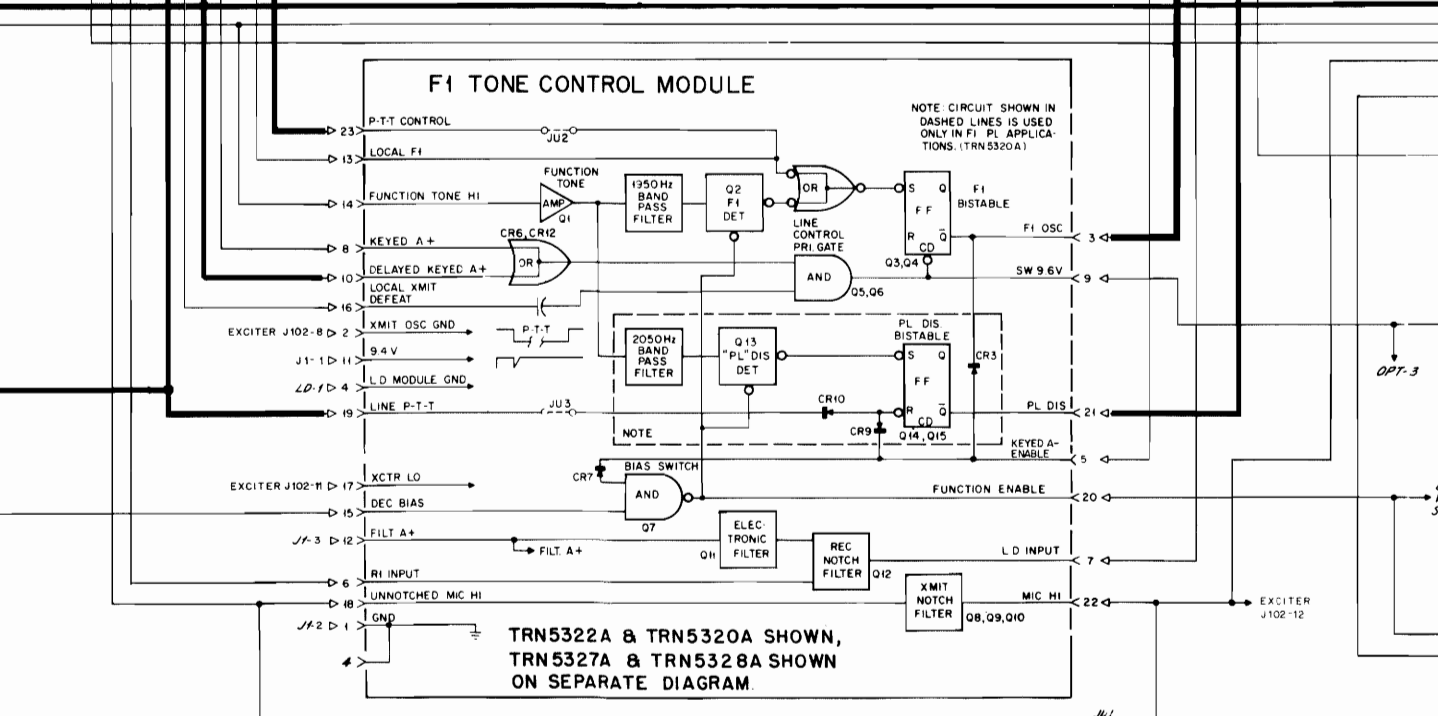 F1 TONE CONTROL MODULE
NOTE: CIRCUIT SHOWN IN
DASHED LINES IS USED
ONLY IN F1 PL APPLICA-
TIONS. (TRN5320A)
23
P-T-T CONTROL
JU2
13
LOCAL F1
14
FUNCTION TONE HI
FUNCTION
TONE
AMP
Q1
1950Hz
BAND
PASS
FILTER
Q2
F1
DET
OR
LINE
CONTROL
PRI. GATE
S
Q
FF
R
Q
CD
F1
BISTABLE
Q3,Q4
F1 OSC
3
8
KEYED A+
CR6, CR12
OR
10
DELAYED KEYED A+
AND
Q5,Q6
SW 9.6V
9
16
LOCAL XMIT
DEFEAT
EXCITER J102-8
2
XMIT OSC GND
P-T-T
J1-1
11
9.4 V
LD-1
4
LD MODULE GND
19
LINE P-T-T
JU3
2050Hz
BAND
PASS
FILTER
Q13
"PL" DIS
DET
PL DIS.
BISTABLE
S
Q
FF
R
Q
CD
Q14, Q15
CR3
CR10
CR9
NOTE
PL DIS
21
OPT-3
KEYED A-
ENABLE
5
CR7
BIAS SWITCH
AND
Q7
EXCITER J102-11
17
XCTR LO
15
DEC BIAS
FUNCTION ENABLE
20
J1-3
12
FILT A+
FILT. A+
Q11
ELEC-
TRONIC
FILTER
REC
NOTCH
FILTER
Q12
LD INPUT
7
6
R1 INPUT
18
UNNOTCHED MIC HI
XMIT
NOTCH
FILTER
Q8,Q9,Q10
MIC HI
22
EXCITER
J102-12
J1-2
1
GND
4
TRN5322A & TRN5320A SHOWN,
TRN5327A & TRN5328A SHOWN
ON SEPARATE DIAGRAM.